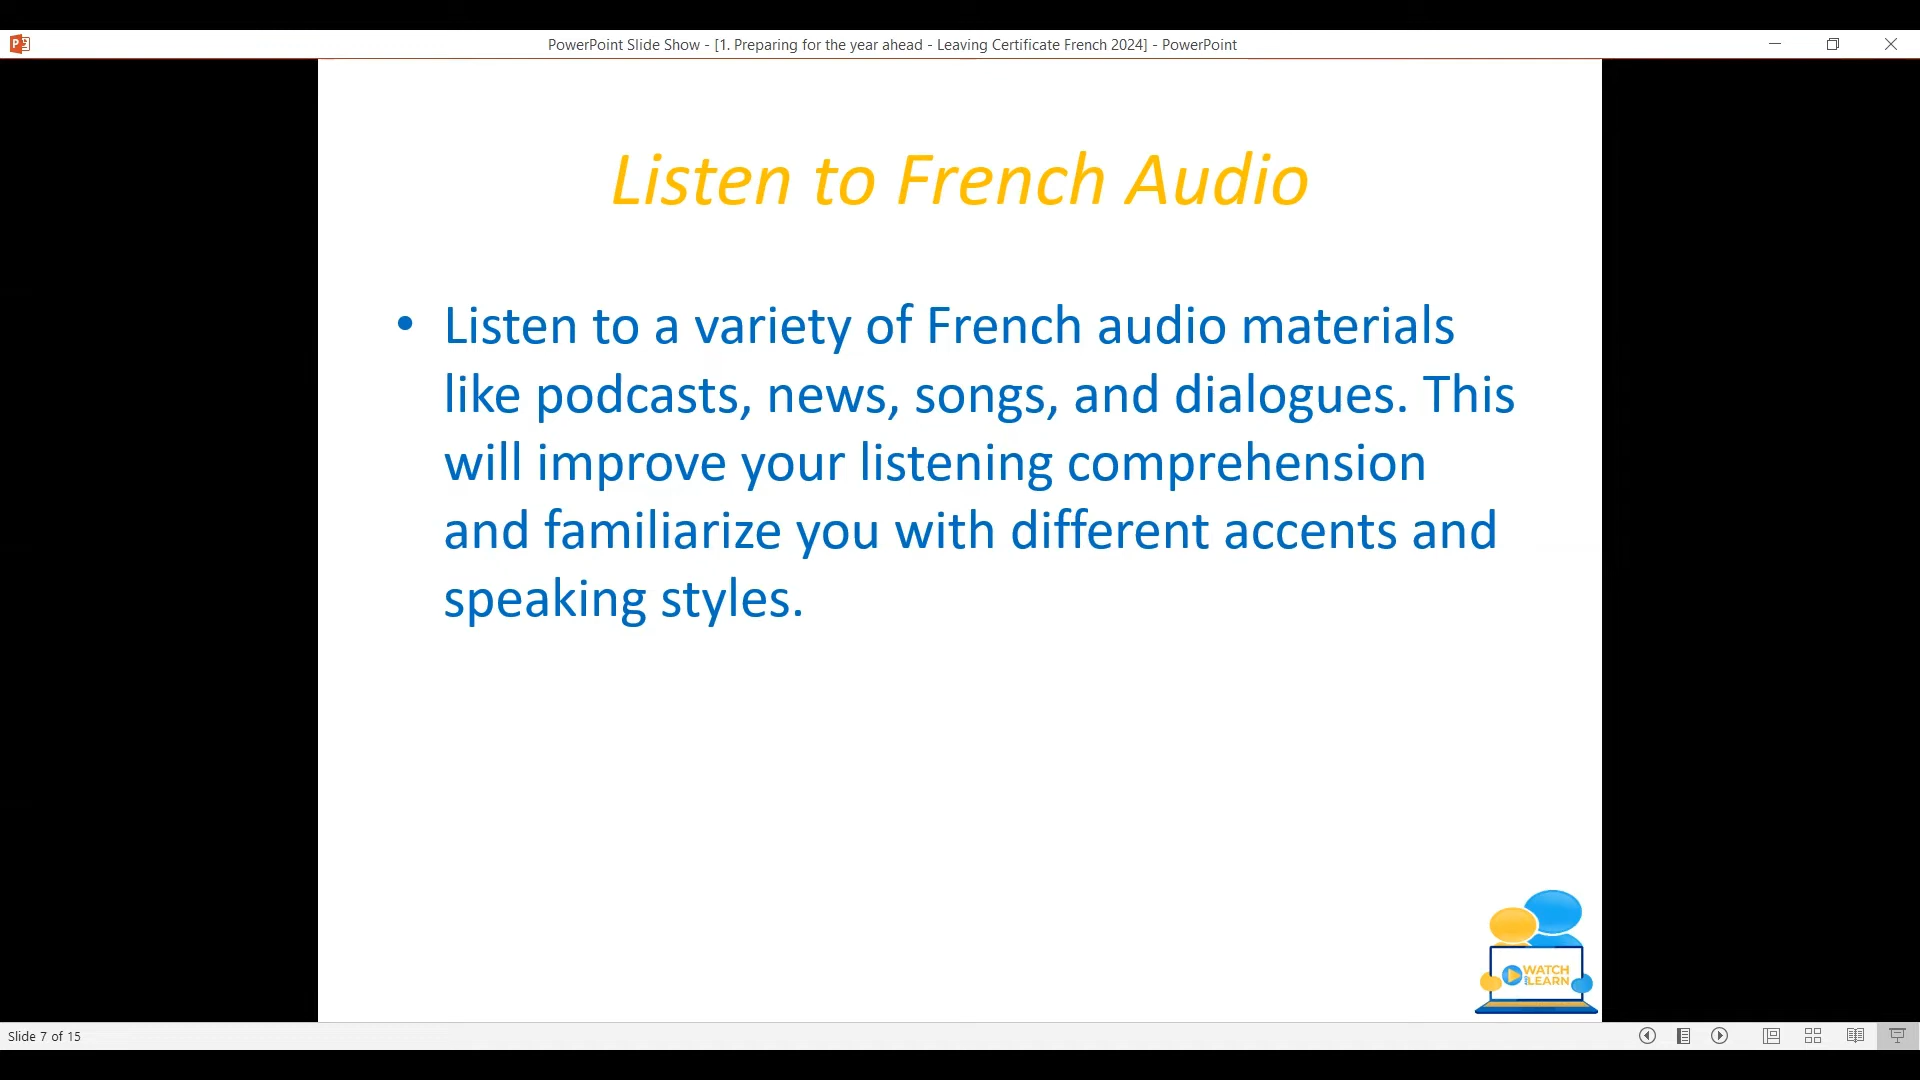 PowerPoint Slide Show - [1. Preparing for the year ahead - Leaving Certificate French 2024] - PowerPoint
Listen to French Audio
• Listen to a variety of French audio materials
like podcasts, news, songs, and dialogues. This
will improve your listening comprehension
and familiarize you with different accents and
speaking styles.
WATCH
LEARN
Slide 7 of 15